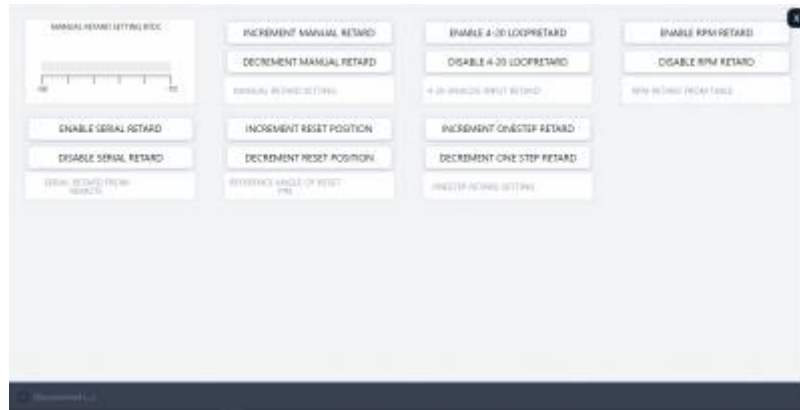 MANUAL RETARD SETTING BTDC
INCREMENT MANUAL RETARD
DECREMENT MANUAL RETARD
MANUAL RETARD SETTING
ENABLE 4-20 LOOPRETARD
DISABLE 4-20 LOOPRETARD
4-20 ANALOG INPUT RETARD
ENABLE RPM RETARD
DISABLE RPM RETARD
RPM RETARD FROM TABLE
X
ENABLE SERIAL RETARD
DISABLE SERIAL RETARD
SERIAL RETARD FROM
REMOTE
INCREMENT RESET POSITION
DECREMENT RESET POSITION
REFERENCE ANGLE OF RESET
PIN
INCREMENT ONESTEP RETARD
DECREMENT ONE STEP RETARD
ONESTEP RETARD SETTING